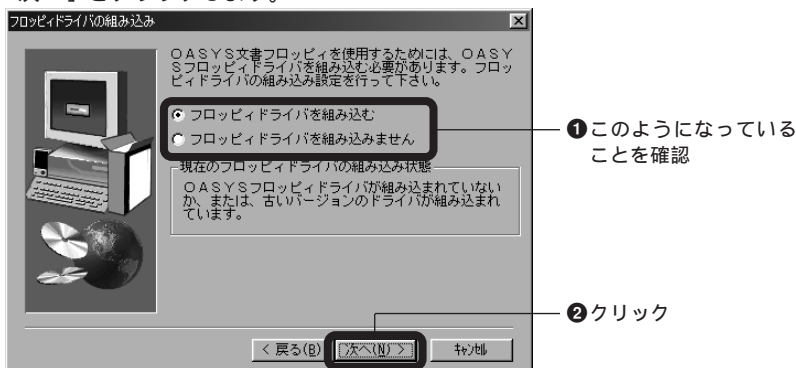 フロッピィドライバの組み込み
OASYS文書フロッピィを使用するためには、OASY
Sフロッピィドライバを組み込む必要があります。フロッ
ピィドライバの組み込み設定を行って下さい。
フロッピィドライバを組み込む
フロッピィドライバを組み込みません
現在のフロッピィドライバの組み込み状態
OASYSフロッピィドライバが組み込まれていない
か、または、古いバージョンのドライバが組み込まれ
ています。
❶このようになっている
ことを確認
❷クリック
< 戻る(B)
次へ(N) >
キャンセル